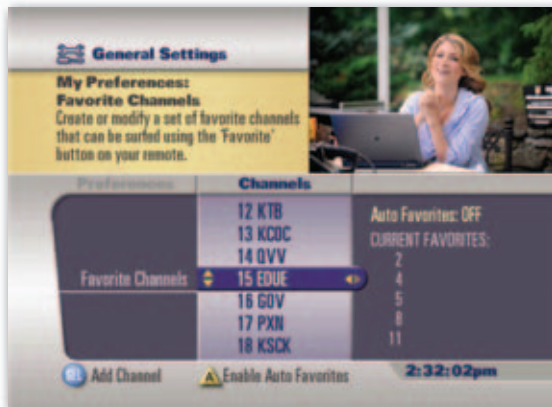 General Settings
My Preferences:
Favorite Channels
Create or modify a set of favorite channels
that can be surfed using the 'Favorite'
button on your remote.
Preferences
Channels
12 KTB
13 KCOC
14 QVV
Favorite Channels
15 EDUE
16 GOV
17 PXN
18 KSCK
Auto Favorites: OFF
CURRENT FAVORITES:
2
4
5
8
11
Add Channel
A Enable Auto Favorites
2:32:02pm